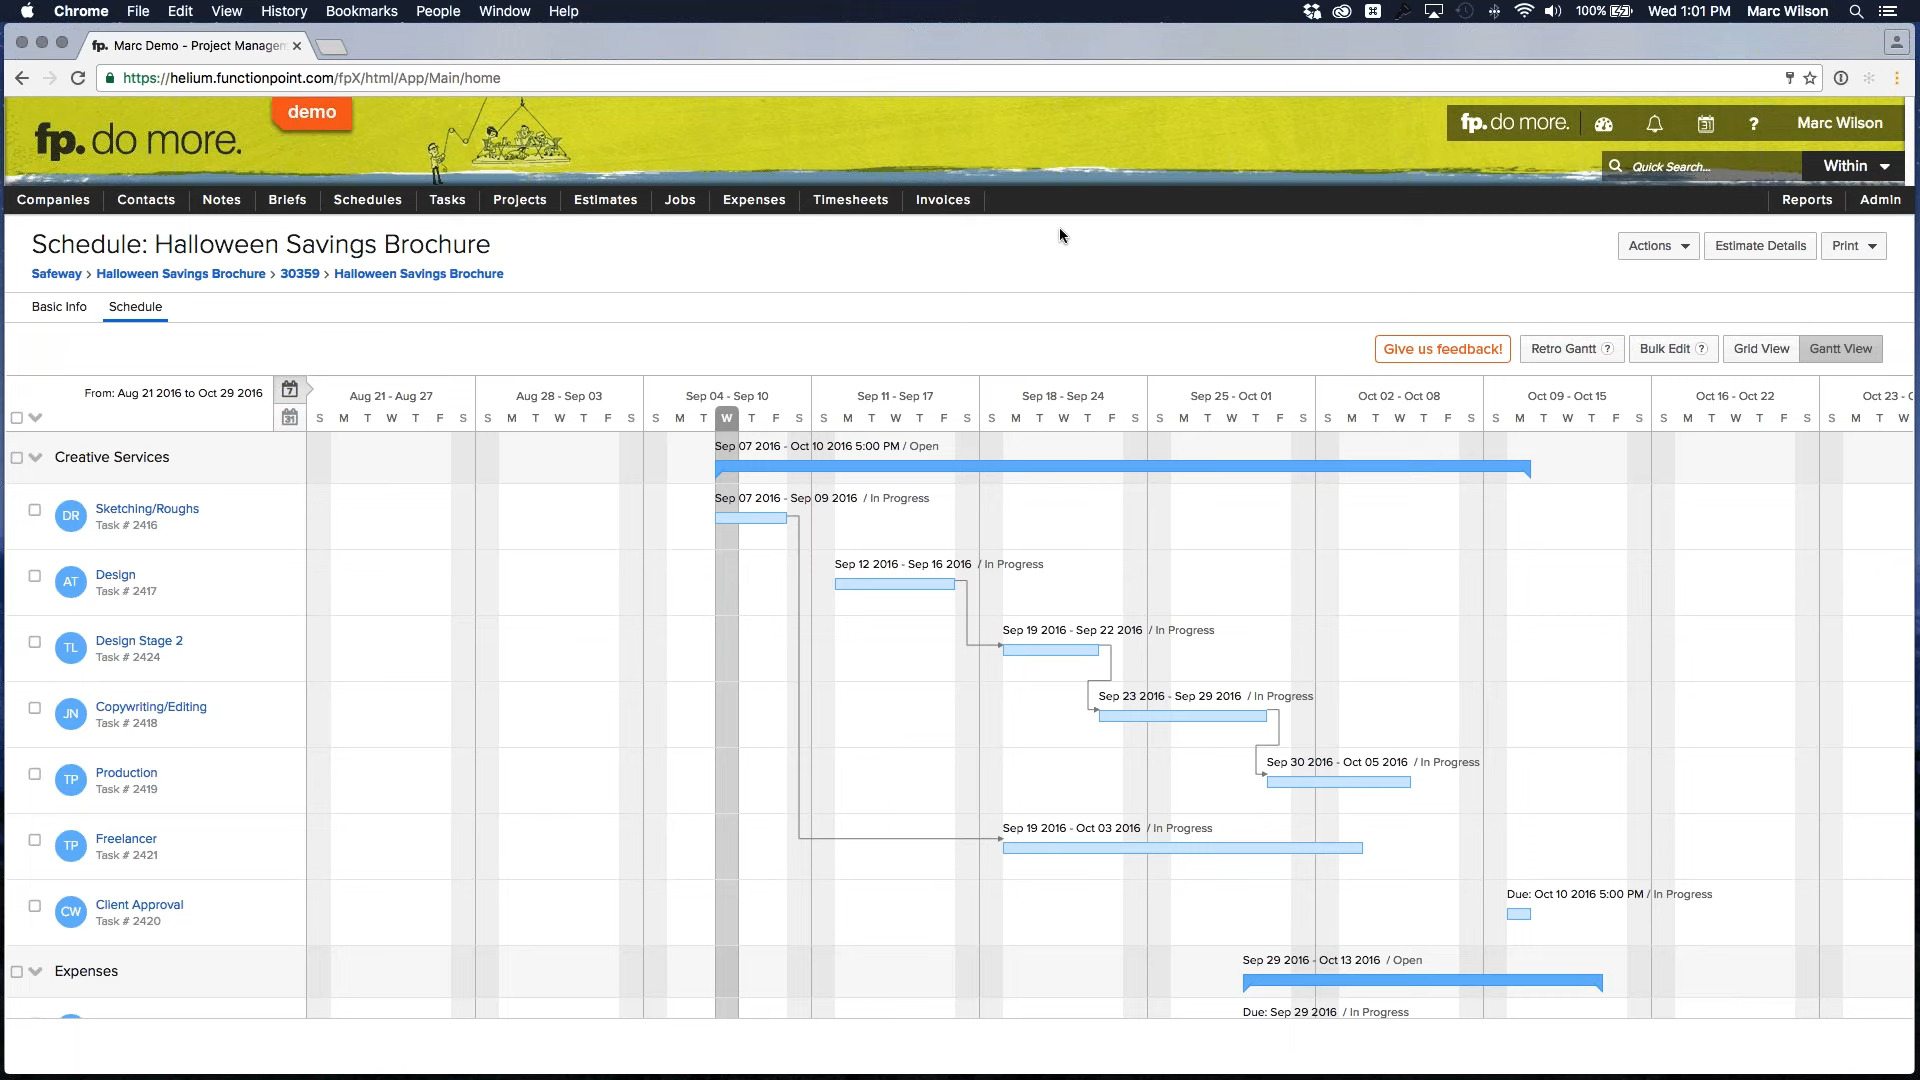 Chrome File Edit View History Bookmarks People Window Help 100% Wed 1:01 PM Marc Wilson
fp. Marc Demo - Project Managem
https://helium.functionpoint.com/fpX/html/App/Main/home
demo
fp. do more.
fp. do more. 31 ? Marc Wilson
Quick Search... Within
Companies Contacts Notes Briefs Schedules Tasks Projects Estimates Jobs Expenses Timesheets Invoices Reports Admin
Schedule: Halloween Savings Brochure
Actions Estimate Details Print
Safeway > Halloween Savings Brochure > 30359 > Halloween Savings Brochure
Basic Info Schedule
Give us feedback! Retro Gantt ? Bulk Edit ? Grid View Gantt View
From: Aug 21 2016 to Oct 29 2016 7 Aug 21 - Aug 27 Aug 28 - Sep 03 Sep 04 - Sep 10 Sep 11 - Sep 17 Sep 18 - Sep 24 Sep 25 - Oct 01 Oct 02 - Oct 08 Oct 09 - Oct 15 Oct 16 - Oct 22 Oct 23 - O
31 S M T W T F S S M T W T F S S M T W T F S S M T W T F S S M T W T F S S M T W T F S S M T W T F S S M T W T F S S M T W T F S S M T W
Sep 07 2016 - Oct 10 2016 5:00 PM / Open
Creative Services
Sep 07 2016 - Sep 09 2016 / In Progress
DR Sketching/Roughs
Task # 2416
Sep 12 2016 - Sep 16 2016 / In Progress
AT Design
Task # 2417
Sep 19 2016 - Sep 22 2016 / In Progress
TL Design Stage 2
Task # 2424
Sep 23 2016 - Sep 29 2016 / In Progress
JN Copywriting/Editing
Task # 2418
Sep 30 2016 - Oct 05 2016 / In Progress
TP Production
Task # 2419
Sep 19 2016 - Oct 03 2016 / In Progress
TP Freelancer
Task # 2421
Due: Oct 10 2016 5:00 PM / In Progress
CW Client Approval
Task # 2420
Sep 29 2016 - Oct 13 2016 / Open
Expenses
Due: Sep 29 2016 / In Progress